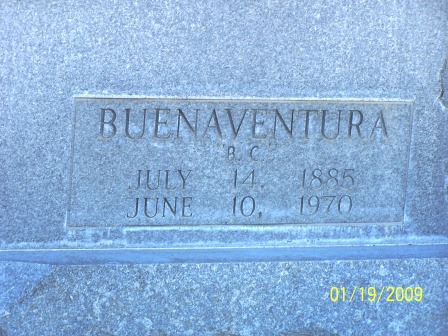 BUENAVENTURA
"B.C"
JULY 14, 1885
JUNE 10, 1970
01/19/2009